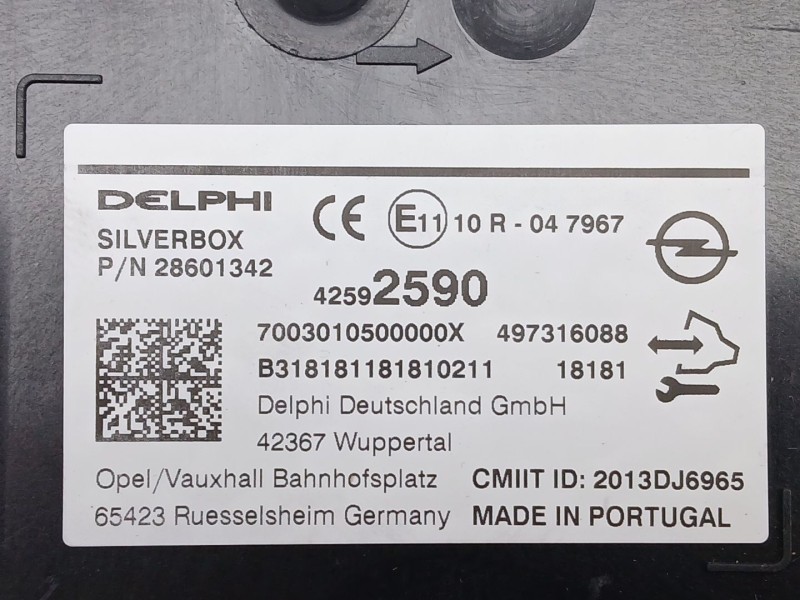 DELPHI
SILVERBOX
P/N 28601342
CE E11 10 R - 04 7967
42592590
7003010500000X 497316088
B318181181810211 18181
Delphi Deutschland GmbH
42367 Wuppertal
Opel/Vauxhall Bahnhofsplatz
65423 Ruesselsheim Germany
CMIIT ID: 2013DJ6965
MADE IN PORTUGAL